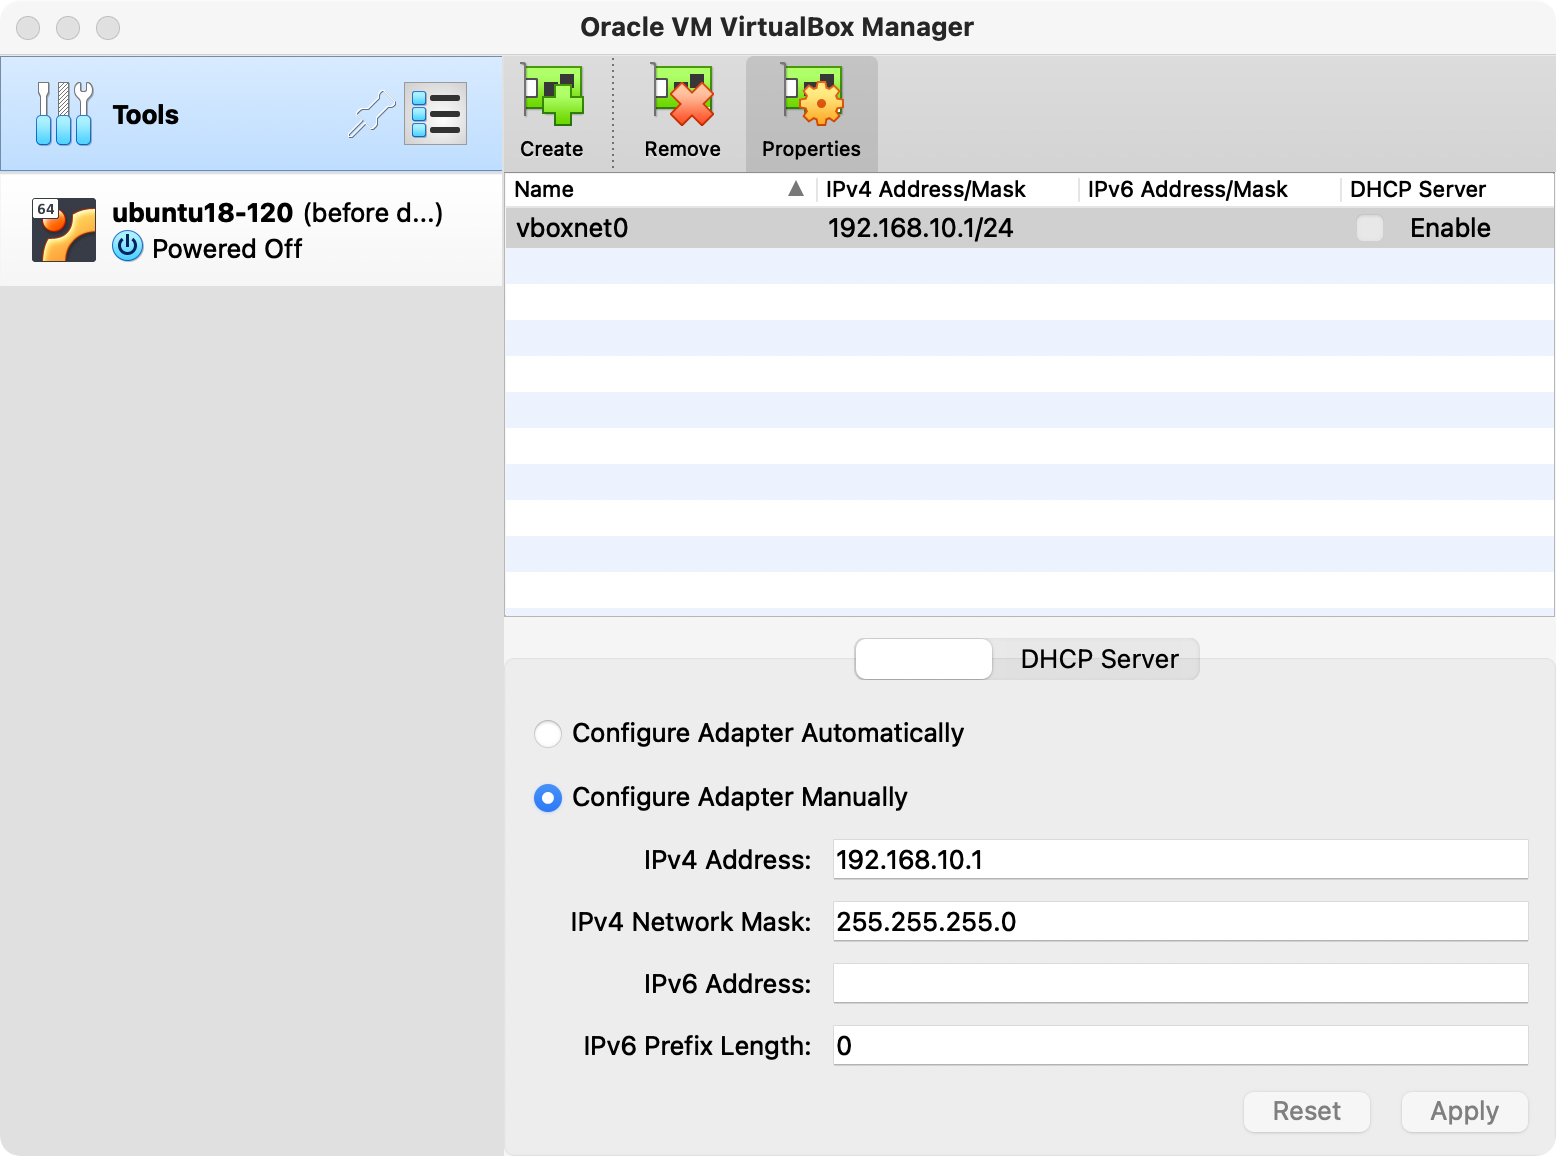 Oracle VM VirtualBox Manager
Tools
Create
Remove
Properties
64
ubuntu18-120 (before d...)
Powered Off
Name
IPv4 Address/Mask
IPv6 Address/Mask
DHCP Server
vboxnet0
192.168.10.1/24
Enable
DHCP Server
Configure Adapter Automatically
Configure Adapter Manually
IPv4 Address: 192.168.10.1
IPv4 Network Mask: 255.255.255.0
IPv6 Address:
IPv6 Prefix Length: 0
Reset
Apply